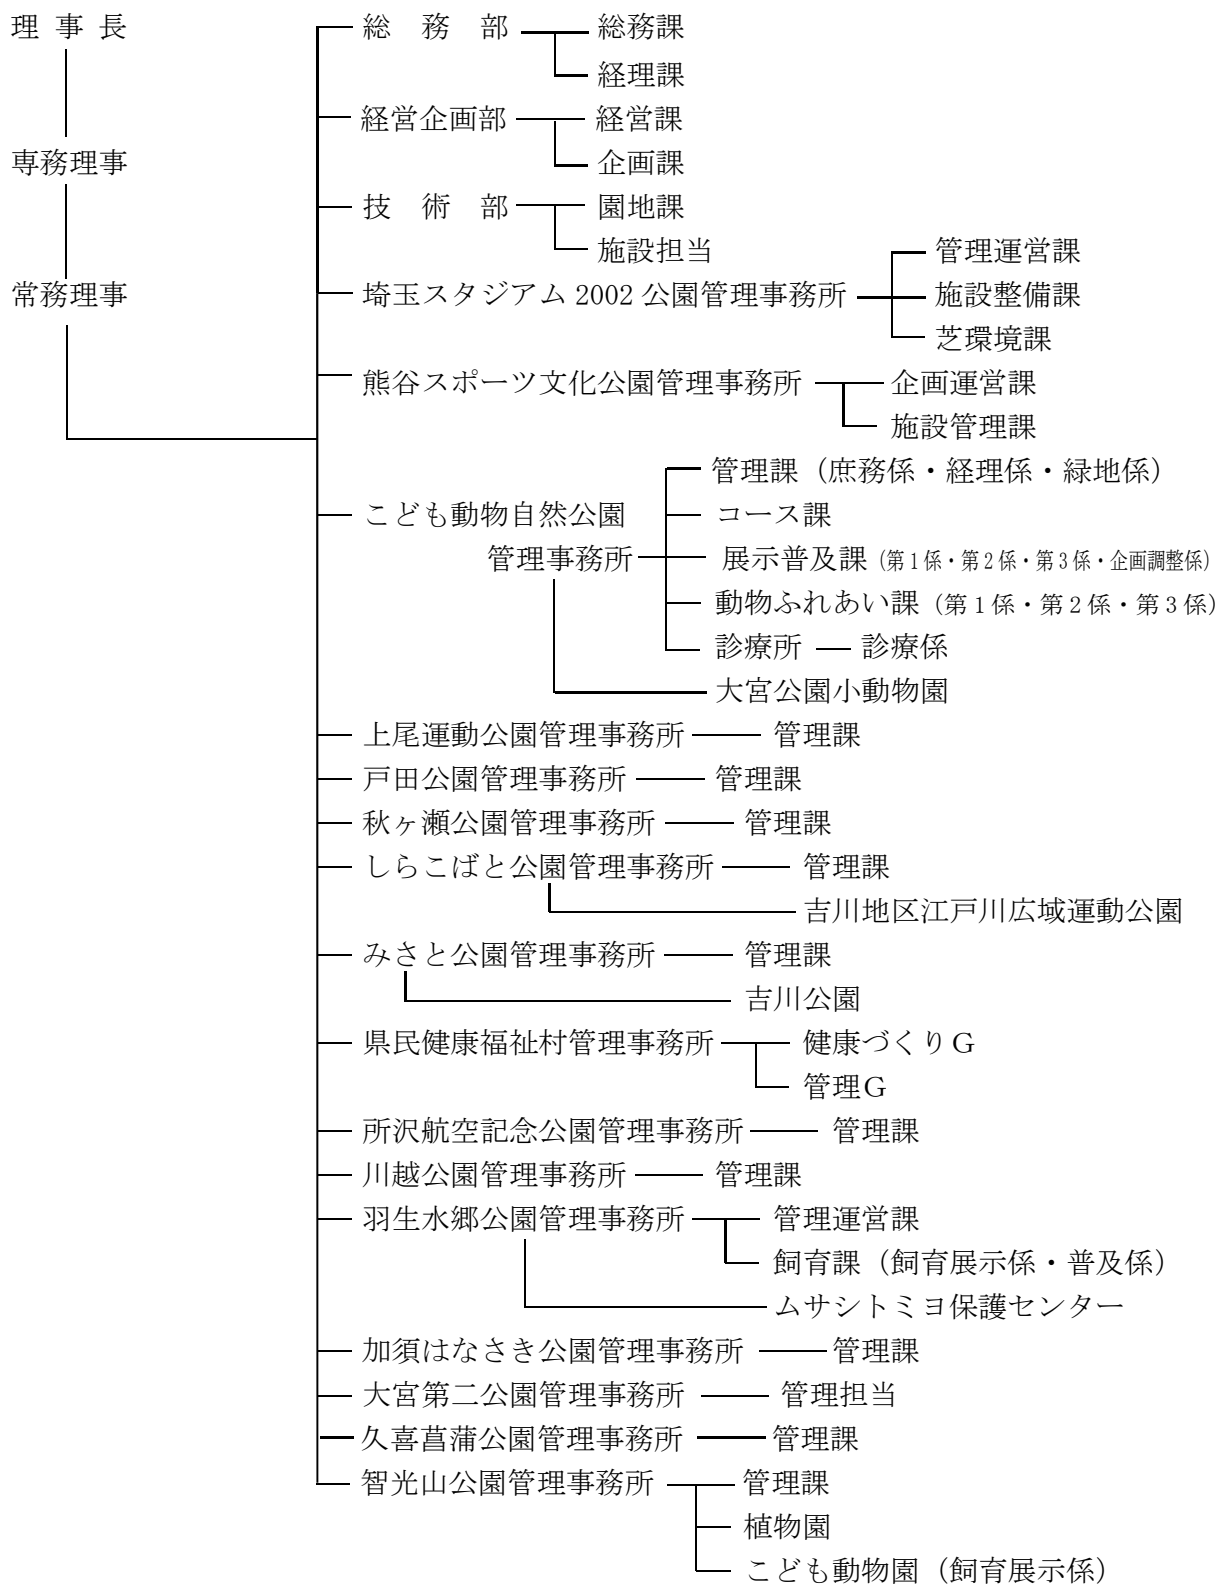 理事長
総務部 総務課
経理課
経営企画部 経営課
専務理事 企画課
技術部 園地課
施設担当
管理運営課
常務理事 埼玉スタジアム2002公園管理事務所 施設整備課
芝環境課
熊谷スポーツ文化公園管理事務所 企画運営課
施設管理課
管理課（庶務係・経理係・緑地係）
こども動物自然公園 コース課
管理事務所 展示普及課（第1係・第2係・第3係・企画調整係）
動物ふれあい課（第1係・第2係・第3係）
診療所 診療係
大宮公園小動物園
上尾運動公園管理事務所 管理課
戸田公園管理事務所 管理課
秋ヶ瀬公園管理事務所 管理課
しらこばと公園管理事務所 管理課
吉川地区江戸川広域運動公園
みさと公園管理事務所 管理課
吉川公園
県民健康福祉村管理事務所 健康づくりG
管理G
所沢航空記念公園管理事務所 管理課
川越公園管理事務所 管理課
羽生水郷公園管理事務所 管理運営課
飼育課（飼育展示係・普及係）
ムサシトミヨ保護センター
加須はなさき公園管理事務所 管理課
大宮第二公園管理事務所 管理担当
久喜菖蒲公園管理事務所 管理課
智光山公園管理事務所 管理課
植物園
こども動物園（飼育展示係）